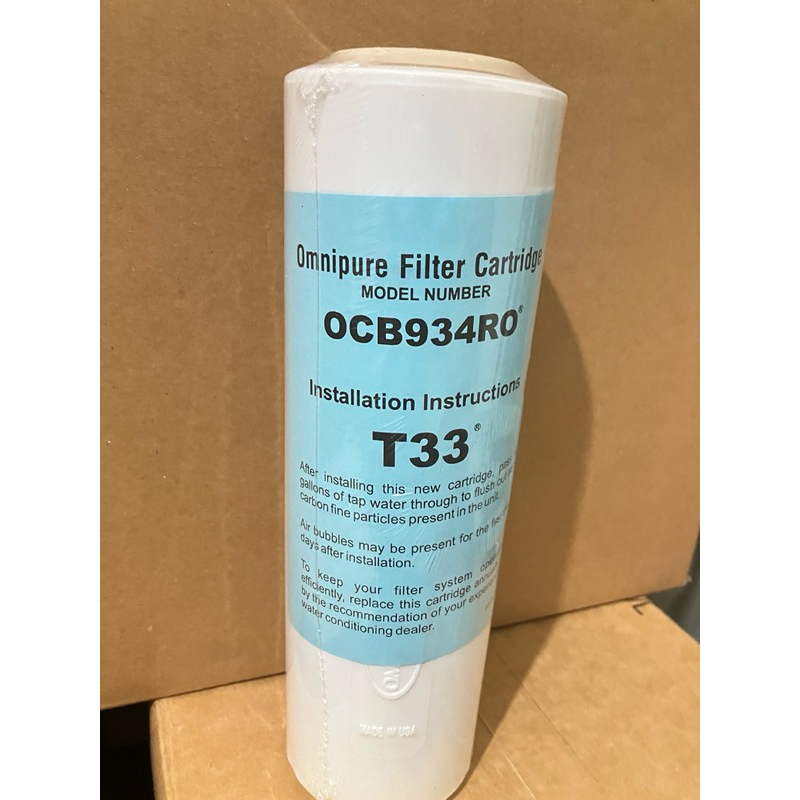 Omnipure Filter Cartridge
MODEL NUMBER
OCB934RO®
Installation Instructions
T33®
After installing this new cartridge, pass
gallons of tap water through to flush out
carbon fine particles present in the unit.
Air bubbles may be present for the first
days after installation.
To keep your filter system
efficiently, replace this cartridge
by the recommendation of your
water conditioning dealer.
MADE IN USA